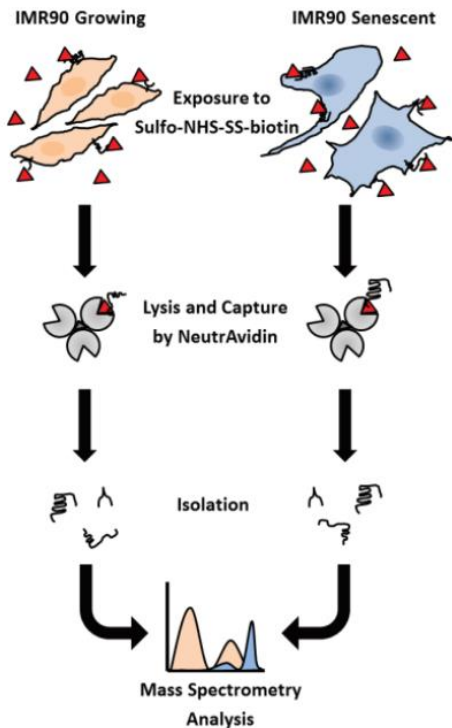 IMR90 Growing
IMR90 Senescent
Exposure to
Sulfo-NHS-SS-biotin
Lysis and Capture
by NeutrAvidin
Isolation
Mass Spectrometry
Analysis